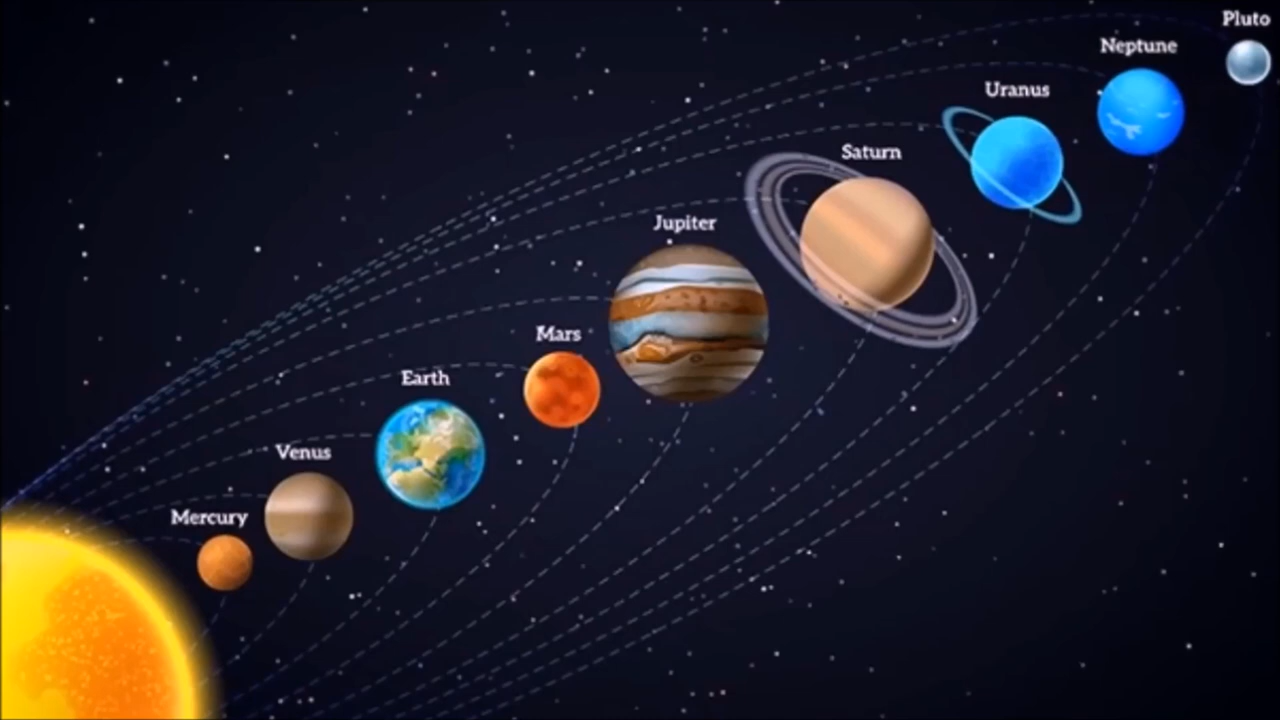 Mercury
Venus
Earth
Mars
Jupiter
Saturn
Uranus
Neptune
Pluto